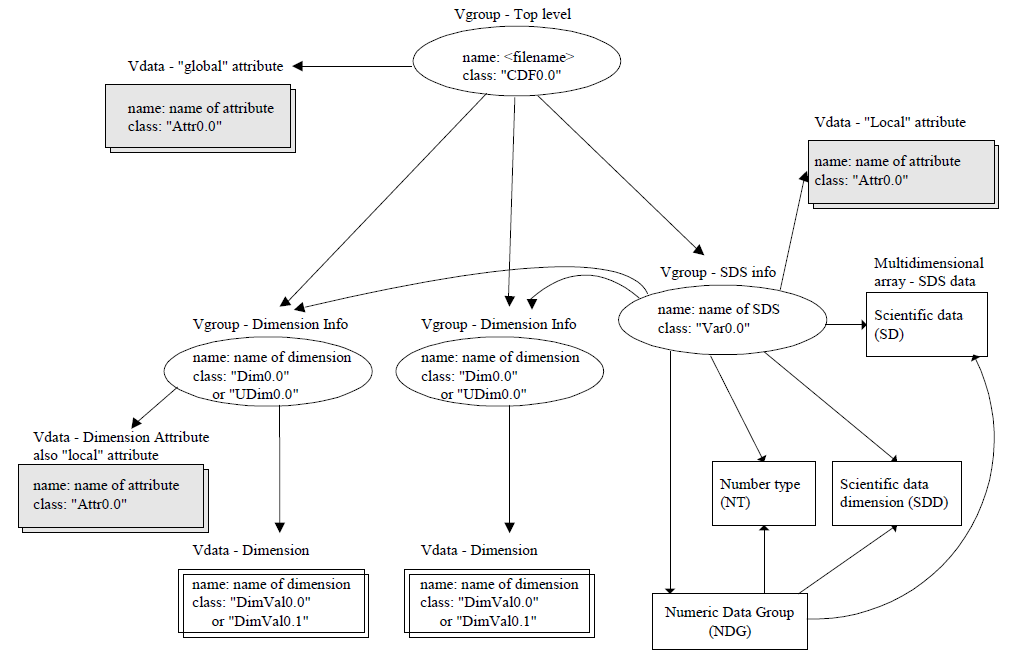 Vgroup - Top level
name: <filename>
class: "CDF0.0"
Vdata - "global" attribute
name: name of attribute
class: "Attr0.0"
Vdata - "Local" attribute
name: name of attribute
class: "Attr0.0"
Vgroup - SDS info
name: name of SDS
class: "Var0.0"
Multidimensional
array - SDS data
Scientific data
(SD)
Vgroup - Dimension Info
name: name of dimension
class: "Dim0.0"
or "UDim0.0"
Vgroup - Dimension Info
name: name of dimension
class: "Dim0.0"
or "UDim0.0"
Vdata - Dimension Attribute
also "local" attribute
name: name of attribute
class: "Attr0.0"
Number type
(NT)
Scientific data
dimension (SDD)
Vdata - Dimension
name: name of dimension
class: "DimVal0.0"
or "DimVal0.1"
Vdata - Dimension
name: name of dimension
class: "DimVal0.0"
or "DimVal0.1"
Numeric Data Group
(NDG)